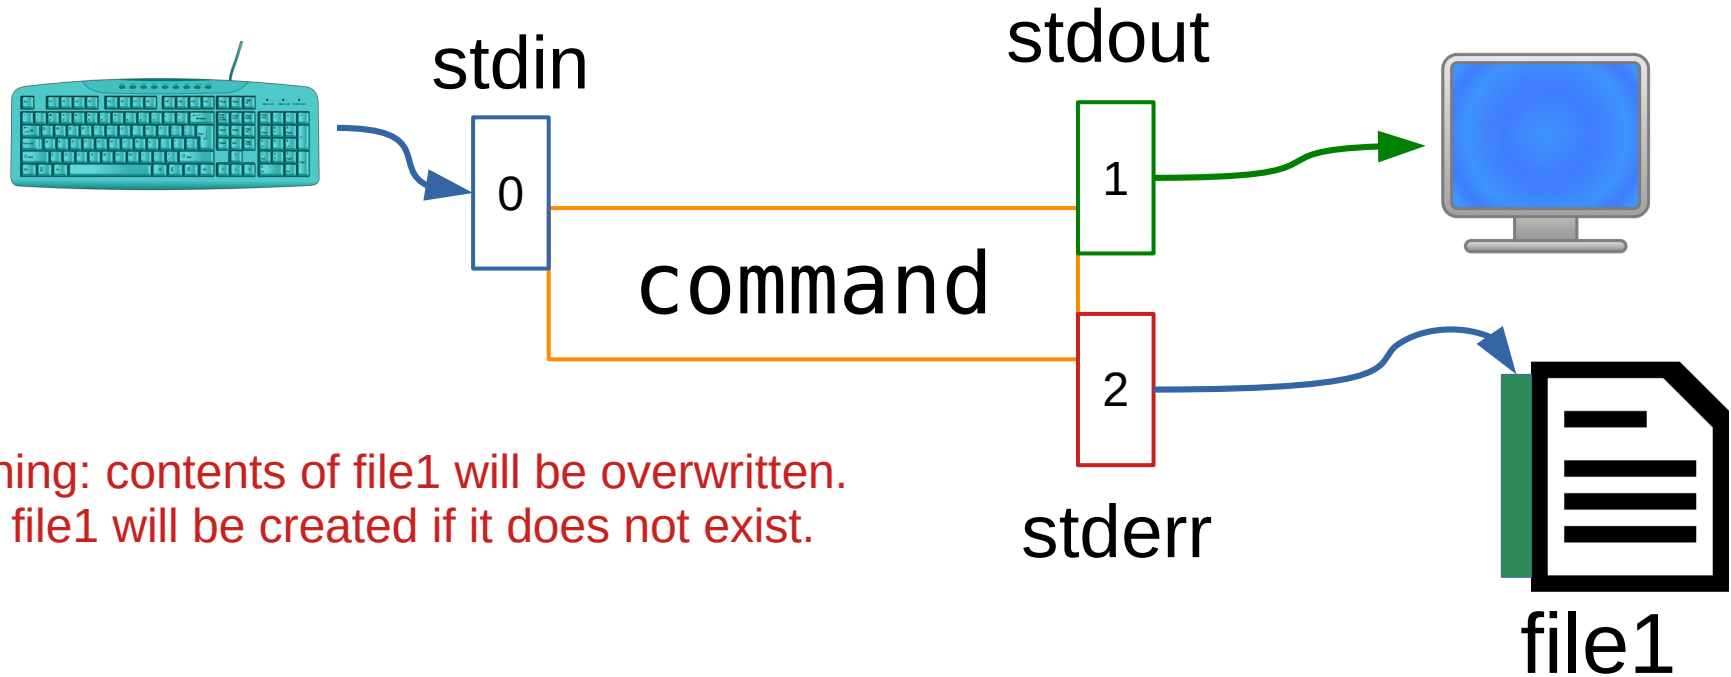 stdin
stdout
0
1
command
2
ning: contents of file1 will be overwritten.
file1 will be created if it does not exist.
stderr
file1